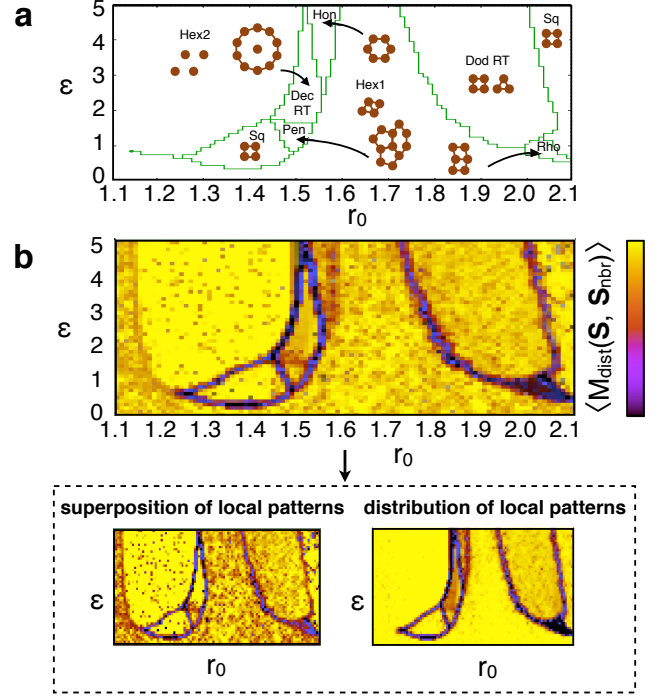 a
5
4
3
2
1
0
ε
Hex2
Hon
Sq
Dec
RT
Hex1
Dod RT
Sq
Pen
Rho
1.1 1.2 1.3 1.4 1.5 1.6 1.7 1.8 1.9 2.0 2.1
r₀
b
5
4
3
2
1
0
ε
⟨M_dist(S, S_nbr)⟩
1.1 1.2 1.3 1.4 1.5 1.6 1.7 1.8 1.9 2.0 2.1
r₀
superposition of local patterns
distribution of local patterns
ε
ε
r₀
r₀